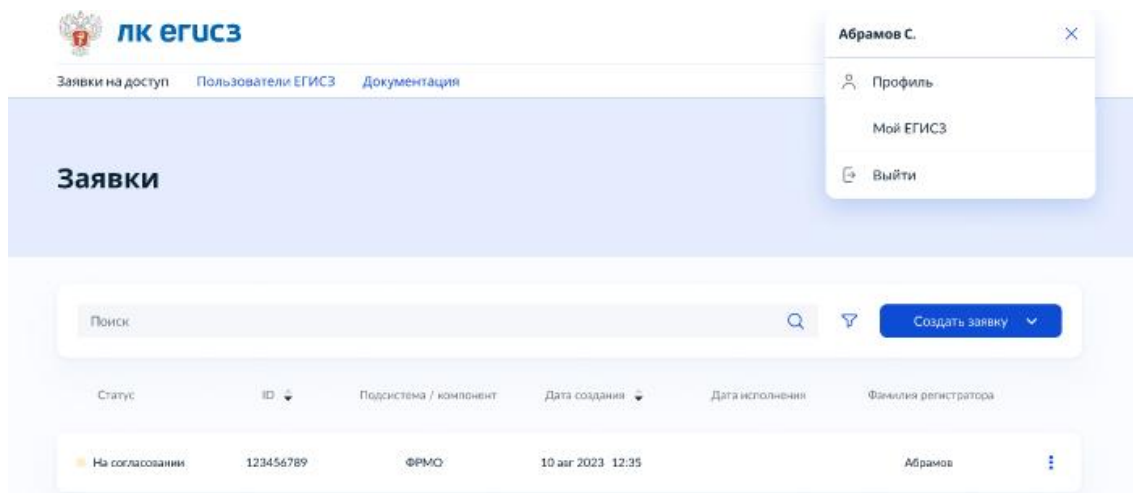 лк егисз
Абрамов С.
Заявки на доступ Пользователи ЕГИСЗ Документация
Профиль
Мой ЕГИСЗ
Заявки
Выйти
Поиск
Создать заявку
Статус ID Подсистема / компонент Дата создания Дата исполнения Фамилия регистратора
На согласовании 123456789 ФРМО 10 авг 2023 12:35 Абрамов